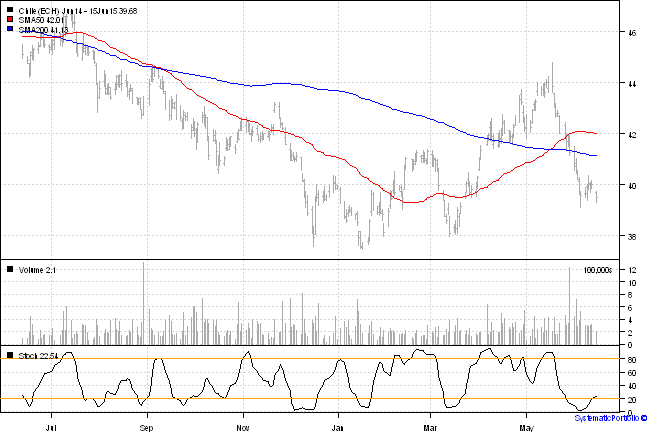 Chile (ECH) Jun14 - 15Jun15 39.68
SMA50 42.01
SMA200 41.13
46
44
42
40
38
Volume 2.1
100,000s
12
10
8
6
4
2
0
Stoch 22.54
80
60
40
20
0
Jul Sep Nov Jan Mar May
SystematicPortfolio ©